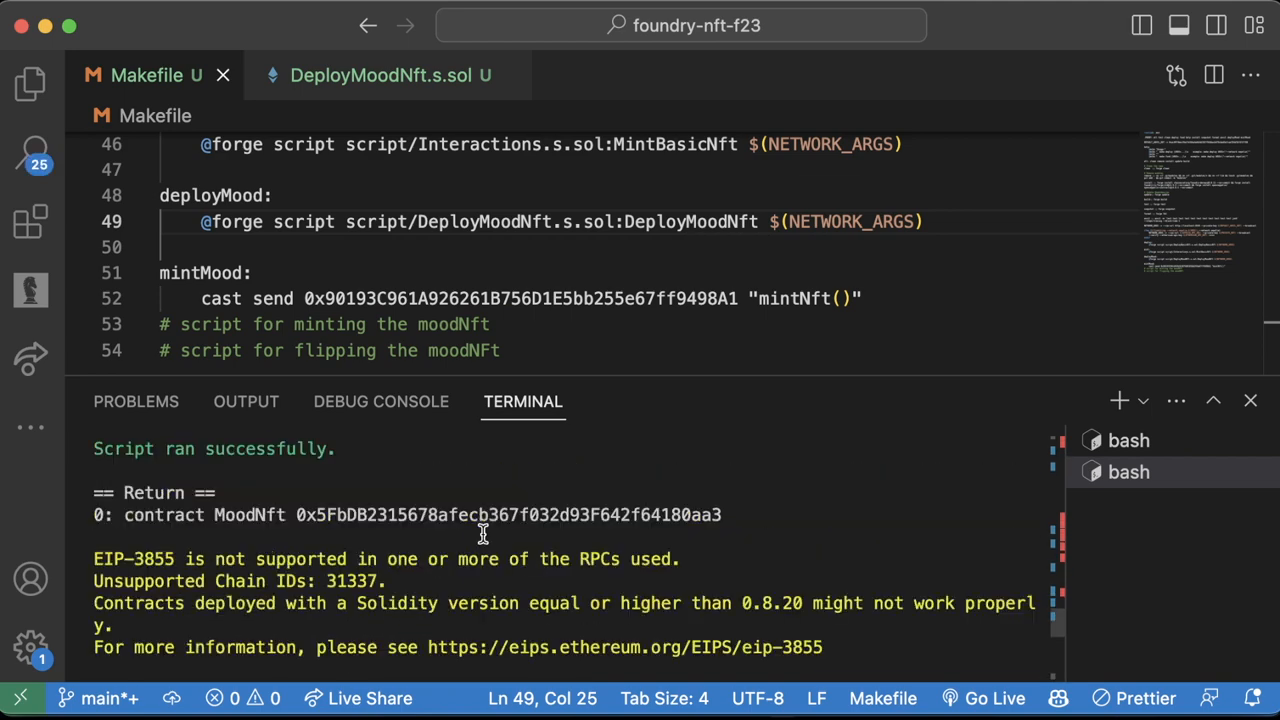 foundry-nft-f23
Makefile U
DeployMoodNft.s.sol U
Makefile
46 @forge script script/Interactions.s.sol:MintBasicNft $(NETWORK_ARGS)
47
48 deployMood:
49 @forge script script/DeployMoodNft.s.sol:DeployMoodNft $(NETWORK_ARGS)
50
51 mintMood:
52 cast send 0x90193C961A926261B756D1E5bb255e67ff9498A1 "mintNft()"
53 # script for minting the moodNft
54 # script for flipping the moodNFt
25
PROBLEMS OUTPUT DEBUG CONSOLE TERMINAL
bash
bash
Script ran successfully.
== Return ==
0: contract MoodNft 0x5FbDB2315678afecb367f032d93F642f64180aa3
EIP-3855 is not supported in one or more of the RPCs used.
Unsupported Chain IDs: 31337.
Contracts deployed with a Solidity version equal or higher than 0.8.20 might not work properl
y.
For more information, please see https://eips.ethereum.org/EIPS/eip-3855
1
main*+ 0 0 Live Share Ln 49, Col 25 Tab Size: 4 UTF-8 LF Makefile Go Live Prettier